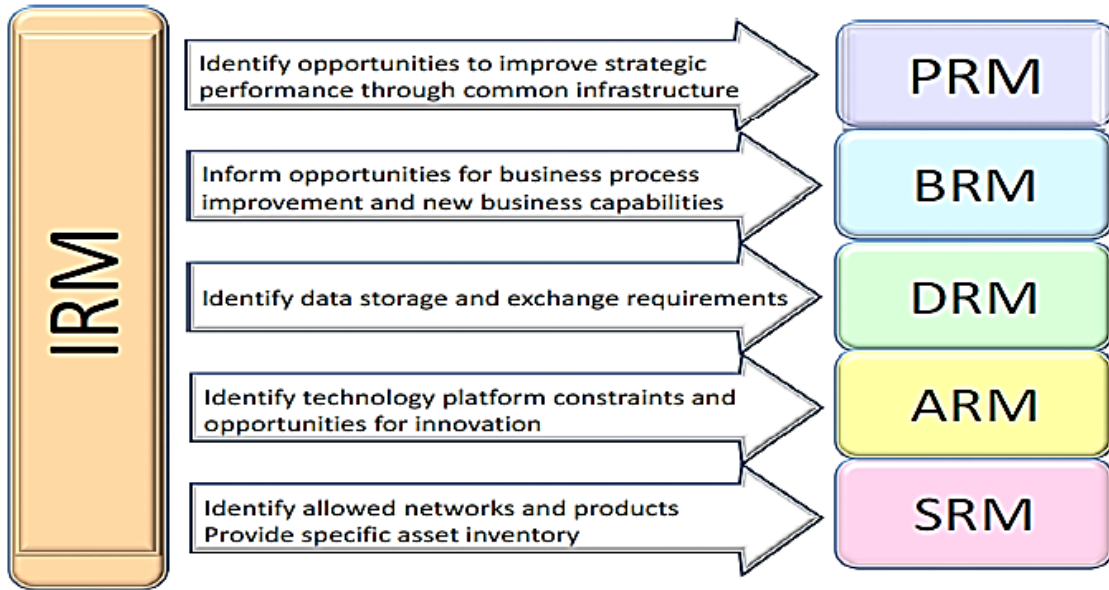 IRM
Identify opportunities to improve strategic
performance through common infrastructure
PRM
Inform opportunities for business process
improvement and new business capabilities
BRM
Identify data storage and exchange requirements
DRM
Identify technology platform constraints and
opportunities for innovation
ARM
Identify allowed networks and products
Provide specific asset inventory
SRM